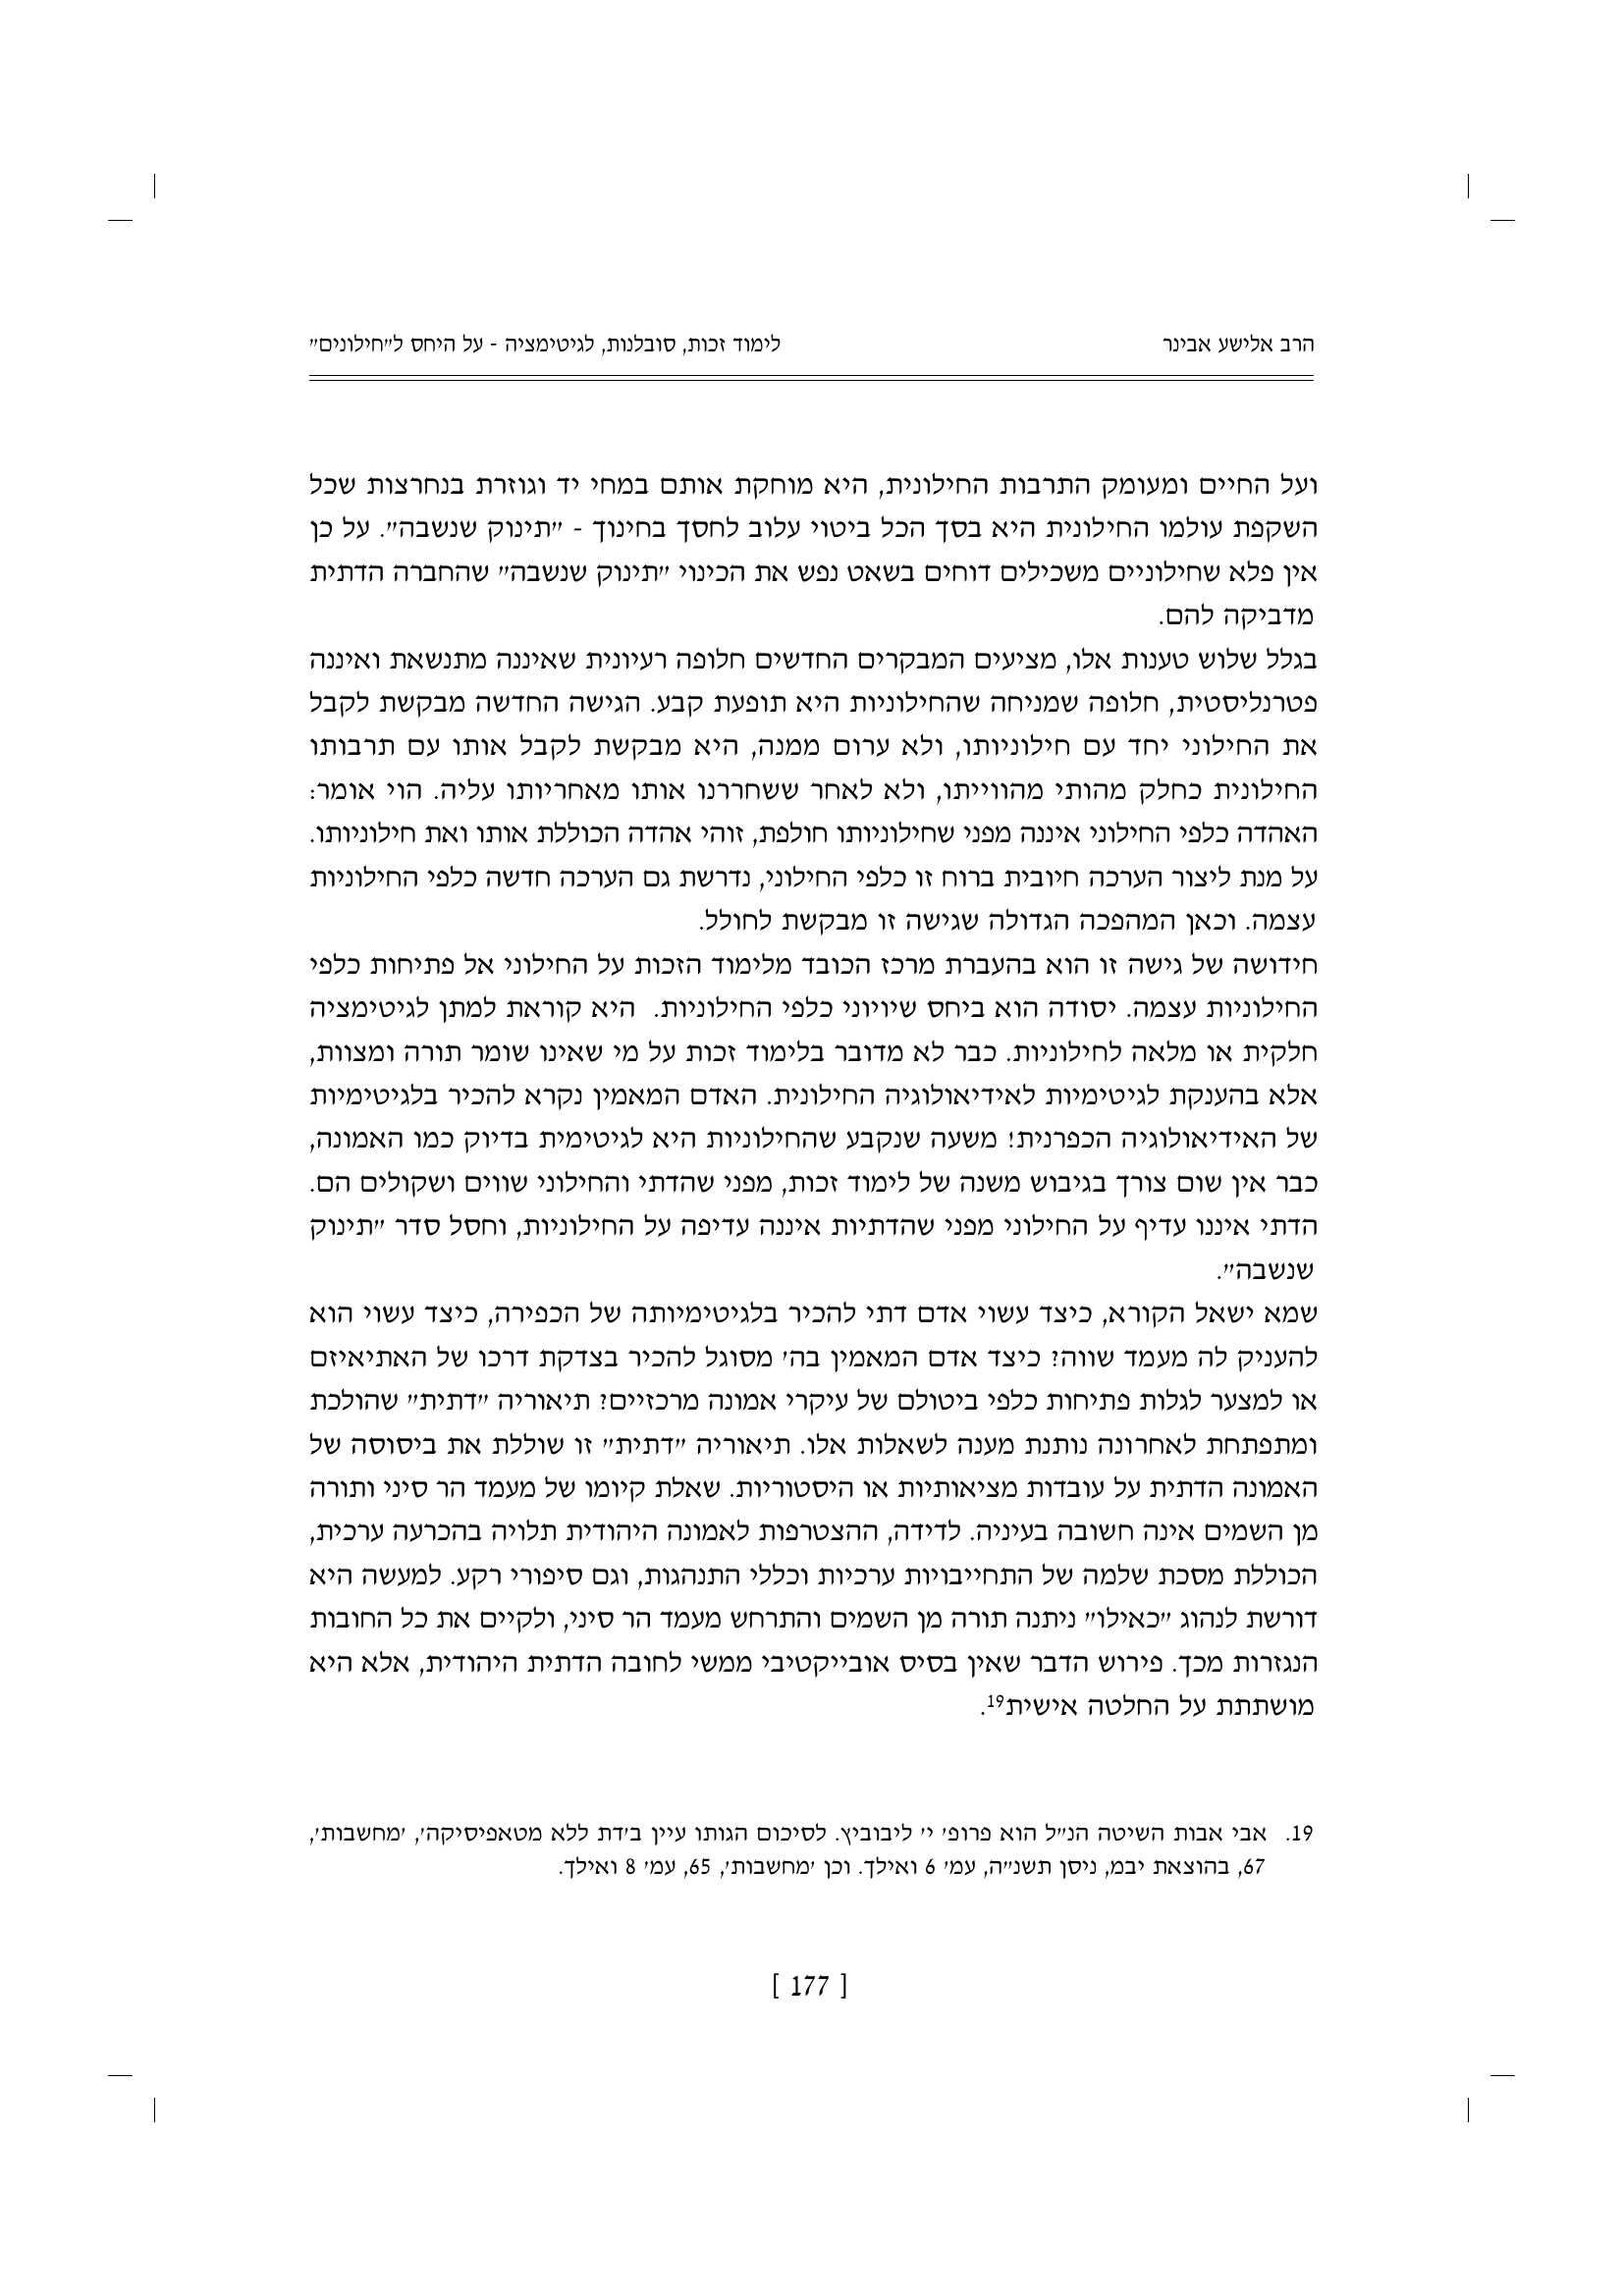 הרב אלישע אבינר
לימוד זכות, סובלנות, לגיטימציה - על היחס ל״חילונים״
ועל החיים ומעומק התרבות החילונית, היא מוחקת אותם במחי יד וגוזרת בנחרצות שכל
השקפת עולמו החילונית היא בסך הכל ביטוי עלוב לחסך בחינוך - ״תינוק שנשבה״. על כן
אין פלא שחילוניים משכילים דוחים בשאט נפש את הכינוי ״תינוק שנשבה״ שהחברה הדתית
מדביקה להם.
בגלל שלוש טענות אלו, מציעים המבקרים החדשים חלופה רעיונית שאיננה מתנשאת ואיננה
פטרנליסטית, חלופה שמניחה שהחילוניות היא תופעת קבע. הגישה החדשה מבקשת לקבל
את החילוני יחד עם חילוניותו, ולא ערום ממנה, היא מבקשת לקבל אותו עם תרבותו
החילונית כחלק מהותי מהווייתו, ולא לאחר ששחררנו אותו מאחריותו עליה. הוי אומר:
האהדה כלפי החילוני איננה מפני שחילוניותו חולפת, זוהי אהדה הכוללת אותו ואת חילוניותו.
על מנת ליצור הערכה חיובית ברוח זו כלפי החילוני, נדרשת גם הערכה חדשה כלפי החילוניות
עצמה. וכאן המהפכה הגדולה שגישה זו מבקשת לחולל.
חידושה של גישה זו הוא בהעברת מרכז הכובד מלימוד הזכות על החילוני אל פתיחות כלפי
החילוניות עצמה. יסודה הוא ביחס שיויוני כלפי החילוניות. היא קוראת למתן לגיטימציה
חלקית או מלאה לחילוניות. כבר לא מדובר בלימוד זכות על מי שאינו שומר תורה ומצוות,
אלא בהענקת לגיטימיות לאידיאולוגיה החילונית. האדם המאמין נקרא להכיר בלגיטימיות
של האידיאולוגיה הכפרנית! משעה שנקבע שהחילוניות היא לגיטימית בדיוק כמו האמונה,
כבר אין שום צורך בגיבוש משנה של לימוד זכות, מפני שהדתי והחילוני שווים ושקולים הם.
הדתי איננו עדיף על החילוני מפני שהדתיות איננה עדיפה על החילוניות, וחסל סדר ״תינוק
שנשבה״.
שמא ישאל הקורא, כיצד עשוי אדם דתי להכיר בלגיטימיותה של הכפירה, כיצד עשוי הוא
להעניק לה מעמד שווה? כיצד אדם המאמין בה׳ מסוגל להכיר בצדקת דרכו של האתיאיזם
או למצער לגלות פתיחות כלפי ביטולם של עיקרי אמונה מרכזיים? תיאוריה ״דתית״ שהולכת
ומתפתחת לאחרונה נותנת מענה לשאלות אלו. תיאוריה ״דתית״ זו שוללת את ביסוסה של
האמונה הדתית על עובדות מציאותיות או היסטוריות. שאלת קיומו של מעמד הר סיני ותורה
מן השמים אינה חשובה בעיניה. לדידה, ההצטרפות לאמונה היהודית תלויה בהכרעה ערכית,
הכוללת מסכת שלמה של התחייבויות ערכיות וכללי התנהגות, וגם סיפורי רקע. למעשה היא
דורשת לנהוג ״כאילו״ ניתנה תורה מן השמים והתרחש מעמד הר סיני, ולקיים את כל החובות
הנגזרות מכך. פירוש הדבר שאין בסיס אובייקטיבי ממשי לחובה הדתית היהודית, אלא היא
מושתתת על החלטה אישית19.
19. אבי אבות השיטה הנ״ל הוא פרופ׳ י׳ ליבוביץ. לסיכום הגותו עיין ב׳דת ללא מטאפיסיקה׳, ׳מחשבות׳,
67, בהוצאת יבמ, ניסן תשנ״ה, עמ׳ 6 ואילך. וכן ׳מחשבות׳, 65, עמ׳ 8 ואילך.
[ 177 ]